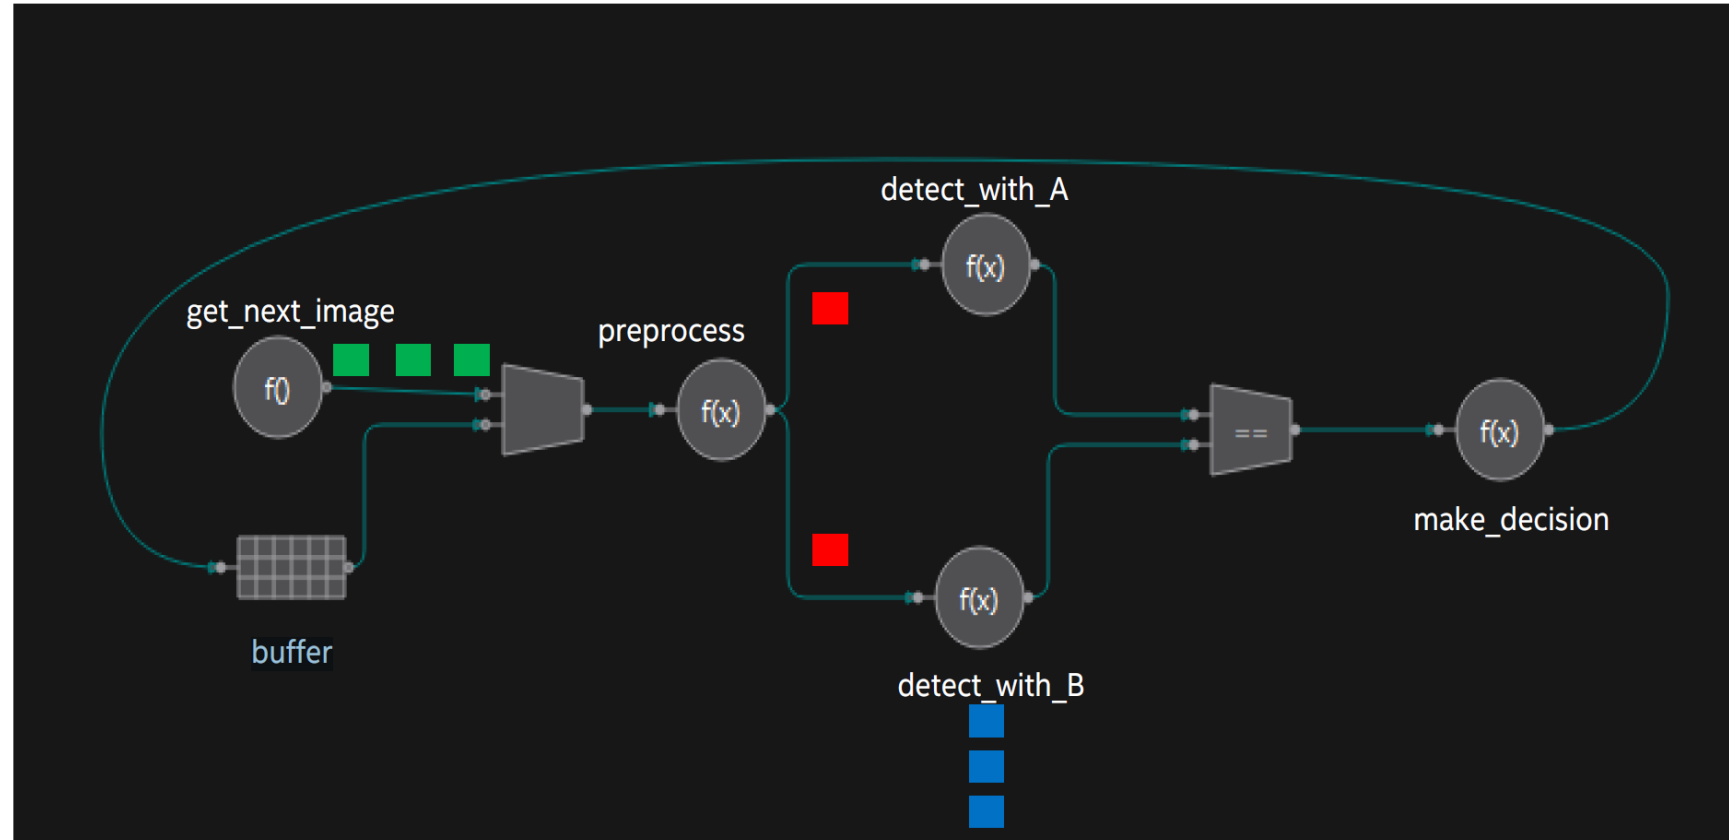 detect_with_A
f(x)
get_next_image
f()
preprocess
f(x)
==
f(x)
make_decision
f(x)
buffer
detect_with_B